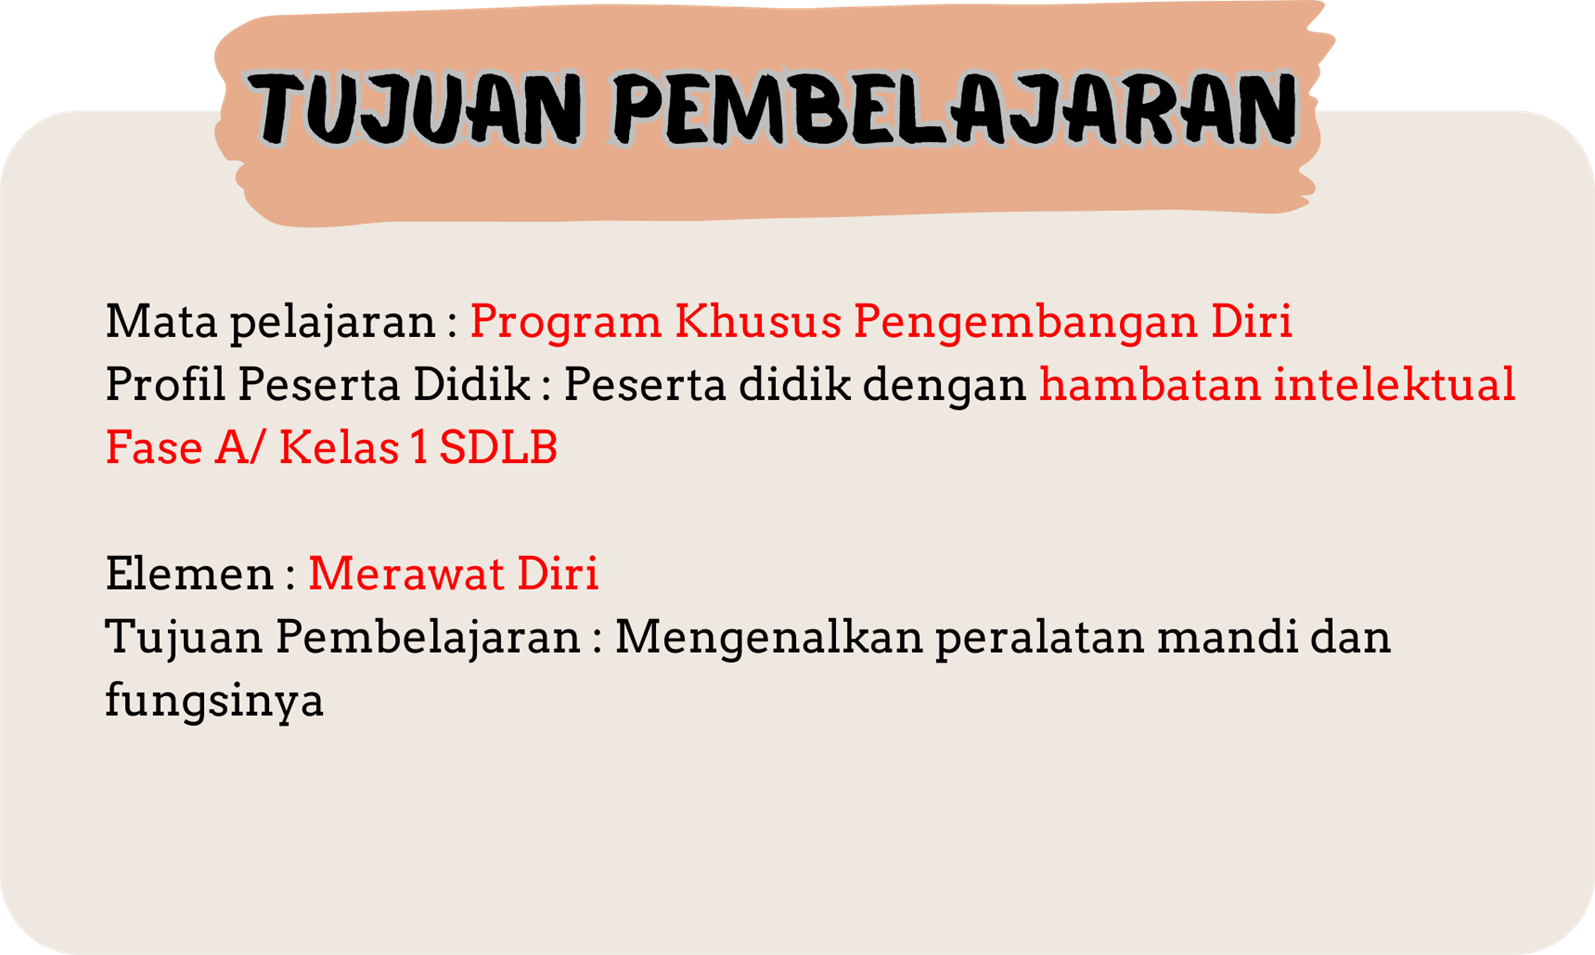 TUJUAN PEMBELAJARAN
Mata pelajaran : Program Khusus Pengembangan Diri
Profil Peserta Didik : Peserta didik dengan hambatan intelektual
Fase A/ Kelas 1 SDLB
Elemen : Merawat Diri
Tujuan Pembelajaran : Mengenalkan peralatan mandi dan
fungsinya